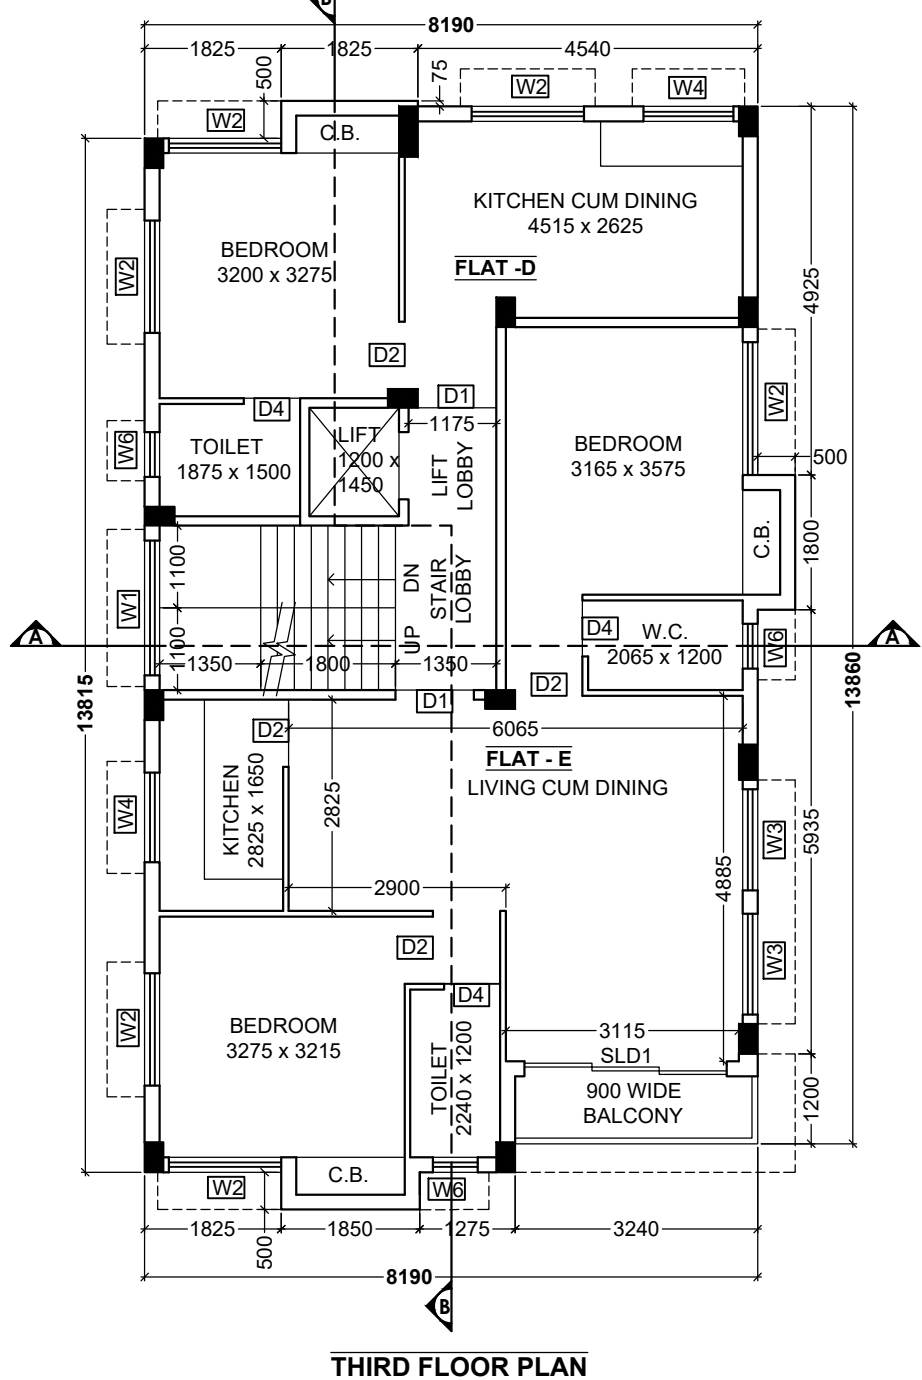 B
8190
1825 1825 4540
500 75
W2 W4
W2
C.B.
KITCHEN CUM DINING
4515 x 2625
BEDROOM
3200 x 3275
FLAT -D
W2
4925
D2
D1
W2
D4
1175
LIFT
1200 x
1450
TOILET
1875 x 1500
W6
LIFT
LOBBY
BEDROOM
3165 x 3575
500
C.B.
1800
W1
1100
1100
DN
UP
STAIR
LOBBY
D4
W.C.
2065 x 1200
W6
A A
1350 1800 1350
D2
D1
13815
13860
D2
6065
FLAT - E
LIVING CUM DINING
KITCHEN
2825 x 1650
2825
W4
W3
5935
4885
2900
D2
W3
D4
BEDROOM
3275 x 3215
W2
TOILET
2240 x 1200
3115
SLD1
900 WIDE
BALCONY
1200
C.B.
W2
W6
500
1825 1850 1275 3240
8190
B
THIRD FLOOR PLAN